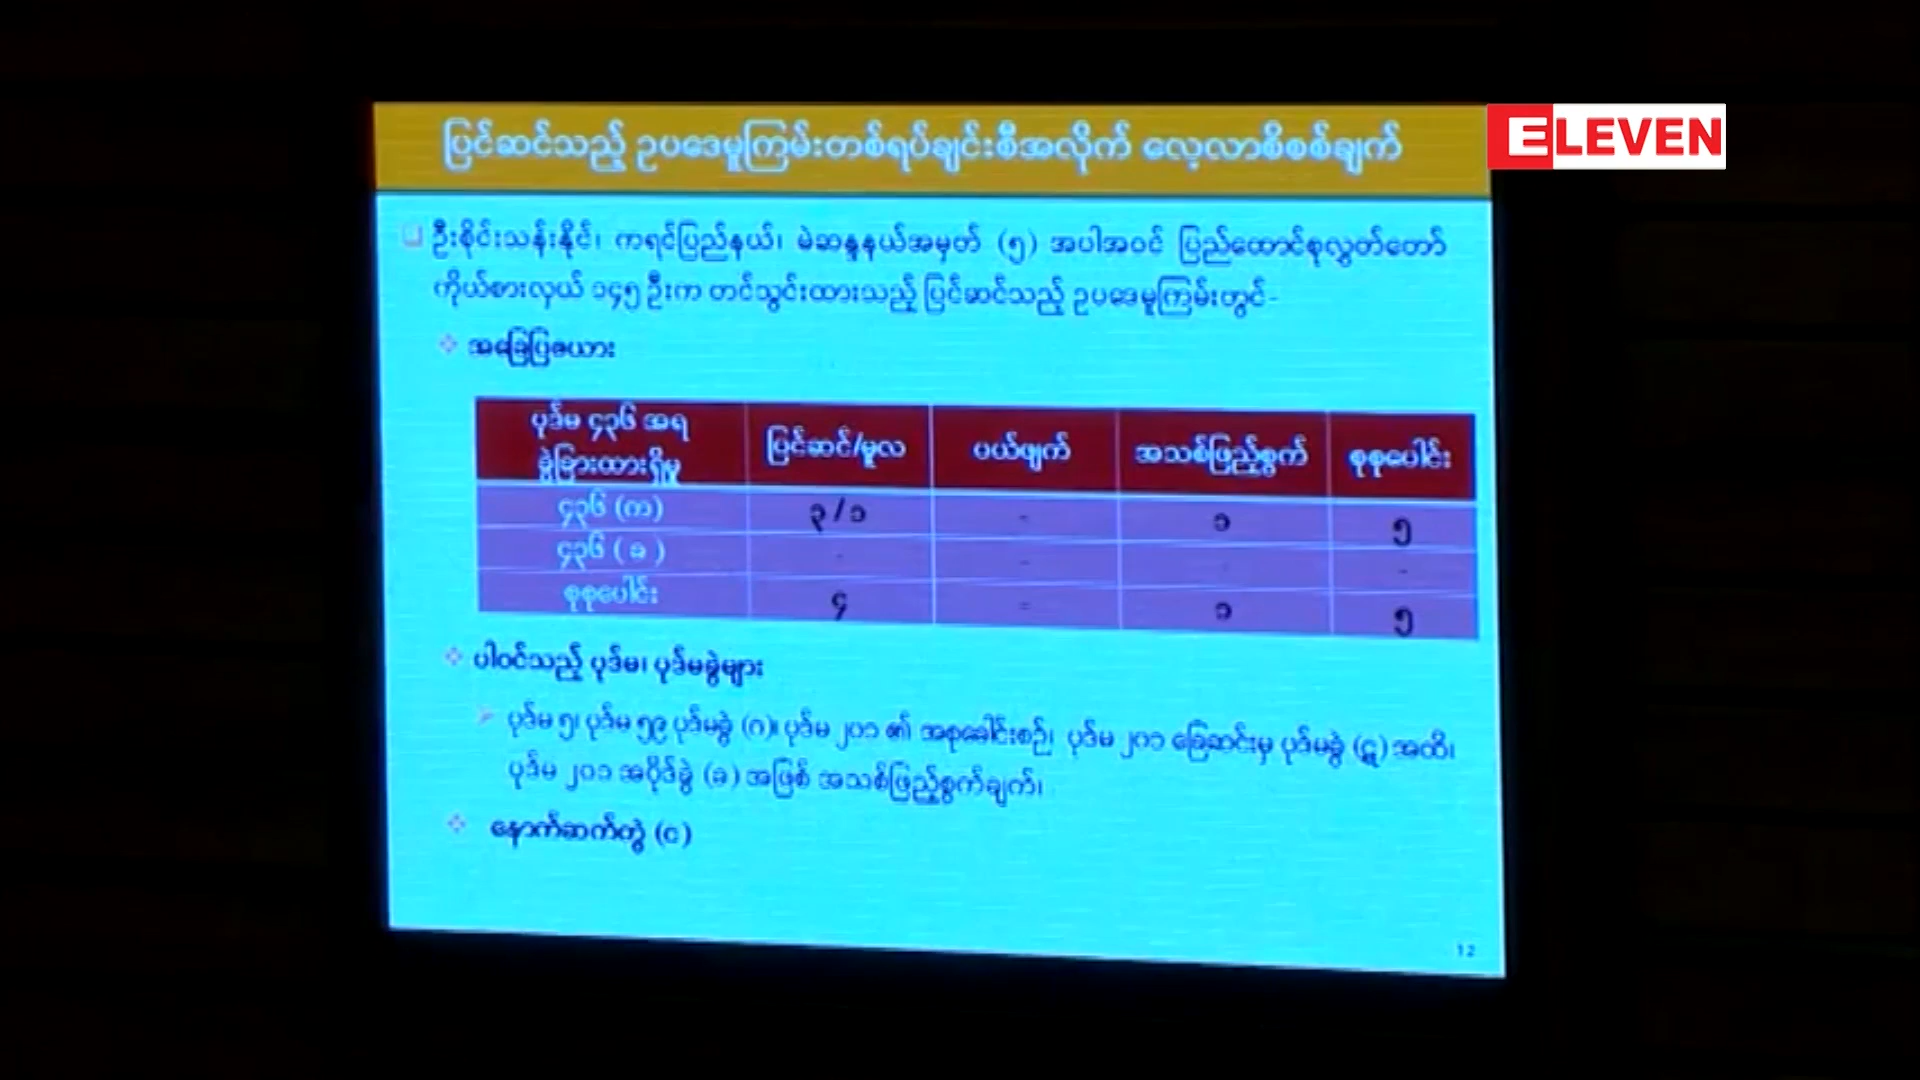 ELEVEN
ပြင်ဆင်သည့် ဥပဒေမူကြမ်းတစ်ရပ်ချင်းစီအလိုက် လေ့လာစိစစ်ချက်
ဦးစိုင်းသန်းနိုင်၊ ကရင်ပြည်နယ်၊ မဲဆန္ဒနယ်အမှတ် (၅) အပါအဝင် ပြည်ထောင်စုလွှတ်တော်
ကိုယ်စားလှယ် ၁၄၅ ဦးက တင်သွင်းထားသည့် ပြင်ဆင်သည့် ဥပဒေမူကြမ်းတွင်-
အခြေပြဇယား
ပုဒ်မ ၄၃၆ အရ
ခွဲခြားထားရှိမှု
ပြင်ဆင်/မူလ
ပယ်ဖျက်
အသစ်ဖြည့်စွက်
စုစုပေါင်း
၄၃၆ (က) ၃/၁ - ၁ ၅
၄၃၆ ( ခ ) - - - -
စုစုပေါင်း ၄ - ၁ ၅
ပါဝင်သည့် ပုဒ်မ၊ ပုဒ်မခွဲများ
ပုဒ်မ ၅၊ ပုဒ်မ ၅၉ ပုဒ်မခွဲ (ဂ)၊ ပုဒ်မ ၂၀၁ ၏ အစုခေါင်းစဉ်၊ ပုဒ်မ ၂၀၁ ခြေဆင်းမှ ပုဒ်မခွဲ (ဋ္ဌ) အထိ၊
ပုဒ်မ ၂၀၁ အပိုဒ်ခွဲ (ခ) အဖြစ် အသစ်ဖြည့်စွက်ချက်၊
နောက်ဆက်တွဲ (င)
12